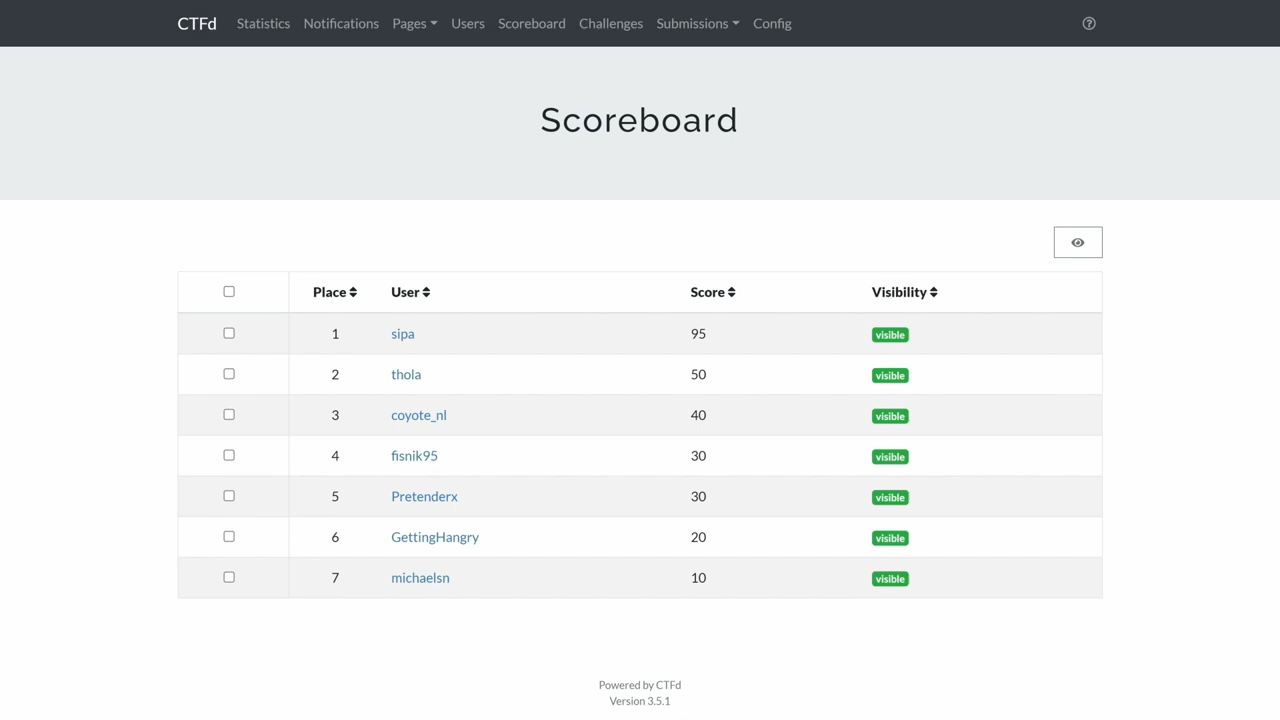 CTFd Statistics Notifications Pages Users Scoreboard Challenges Submissions Config
Scoreboard
Place User Score Visibility
1 sipa 95 visible
2 thola 50 visible
3 coyote_nl 40 visible
4 fisnik95 30 visible
5 Pretenderx 30 visible
6 GettingHangry 20 visible
7 michaelsn 10 visible
Powered by CTFd
Version 3.5.1